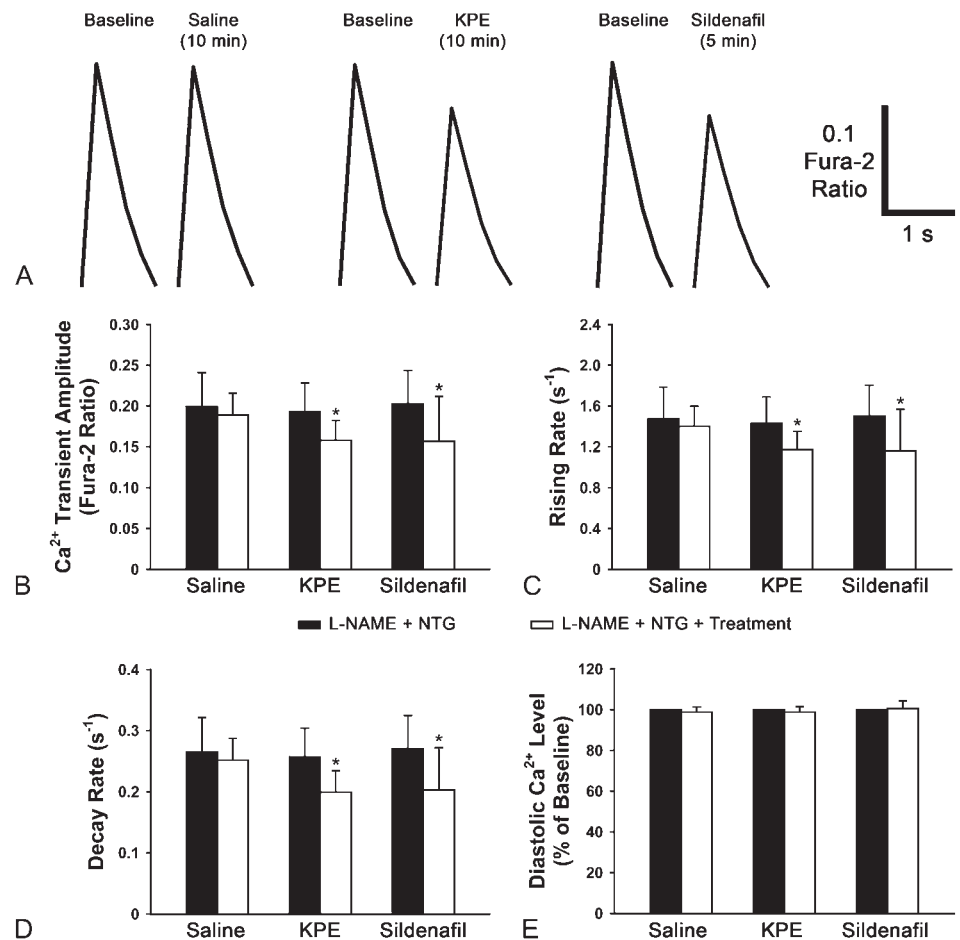 Baseline
Saline
(10 min)
Baseline
KPE
(10 min)
Baseline
Sildenafil
(5 min)
0.1
Fura-2
Ratio
1 s
A
Ca2+ Transient Amplitude
(Fura-2 Ratio)
0.30
0.25
0.20
0.15
0.10
0.05
0
* *
Saline KPE Sildenafil
B
Rising Rate (s-1)
2.4
2.0
1.6
1.2
0.8
0.4
0
* *
Saline KPE Sildenafil
C
L-NAME + NTG
L-NAME + NTG + Treatment
Decay Rate (s-1)
0.4
0.3
0.2
0.1
0
* *
Saline KPE Sildenafil
D
Diastolic Ca2+ Level
(% of Baseline)
120
100
80
60
40
20
0
Saline KPE Sildenafil
E